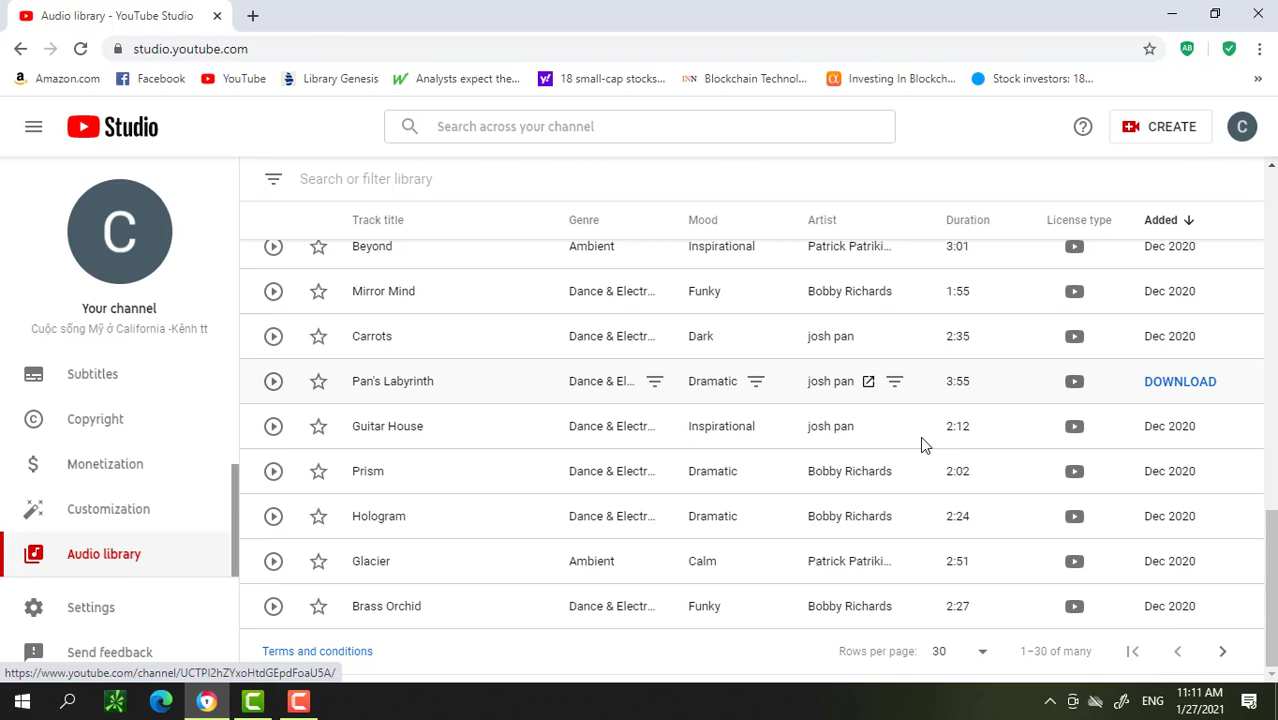 Audio library - YouTube Studio
studio.youtube.com
Amazon.com Facebook YouTube Library Genesis Analysts expect the... 18 small-cap stocks... INN Blockchain Technol... Investing In Blockch... Stock investors: 18... »
Studio Search across your channel CREATE C
C
Your channel
Cuộc sống Mỹ ở California -Kênh tt
Subtitles
Copyright
Monetization
Customization
Audio library
Settings
Send feedback
Search or filter library
Track title Genre Mood Artist Duration License type Added
Beyond Ambient Inspirational Patrick Patriki... 3:01 Dec 2020
Mirror Mind Dance & Electr... Funky Bobby Richards 1:55 Dec 2020
Carrots Dance & Electr... Dark josh pan 2:35 Dec 2020
Pan's Labyrinth Dance & El... Dramatic josh pan 3:55 DOWNLOAD
Guitar House Dance & Electr... Inspirational josh pan 2:12 Dec 2020
Prism Dance & Electr... Dramatic Bobby Richards 2:02 Dec 2020
Hologram Dance & Electr... Dramatic Bobby Richards 2:24 Dec 2020
Glacier Ambient Calm Patrick Patriki... 2:51 Dec 2020
Brass Orchid Dance & Electr... Funky Bobby Richards 2:27 Dec 2020
Terms and conditions Rows per page: 30 1–30 of many
https://www.youtube.com/channel/UCTPl2hZYxoHtdGEpdFoaU5A/
ENG 11:11 AM
1/27/2021